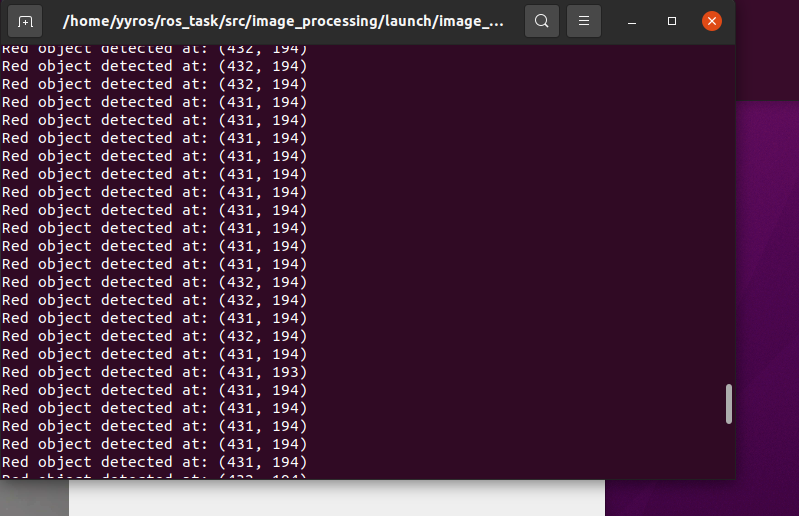 /home/yyros/ros_task/src/image_processing/launch/image_...
Red object detected at: (432, 194)
Red object detected at: (432, 194)
Red object detected at: (432, 194)
Red object detected at: (431, 194)
Red object detected at: (431, 194)
Red object detected at: (431, 194)
Red object detected at: (431, 194)
Red object detected at: (431, 194)
Red object detected at: (431, 194)
Red object detected at: (431, 194)
Red object detected at: (431, 194)
Red object detected at: (431, 194)
Red object detected at: (431, 194)
Red object detected at: (432, 194)
Red object detected at: (432, 194)
Red object detected at: (431, 194)
Red object detected at: (432, 194)
Red object detected at: (431, 194)
Red object detected at: (431, 193)
Red object detected at: (431, 194)
Red object detected at: (431, 194)
Red object detected at: (431, 194)
Red object detected at: (431, 194)
Red object detected at: (431, 194)
Red object detected at: (432, 194)